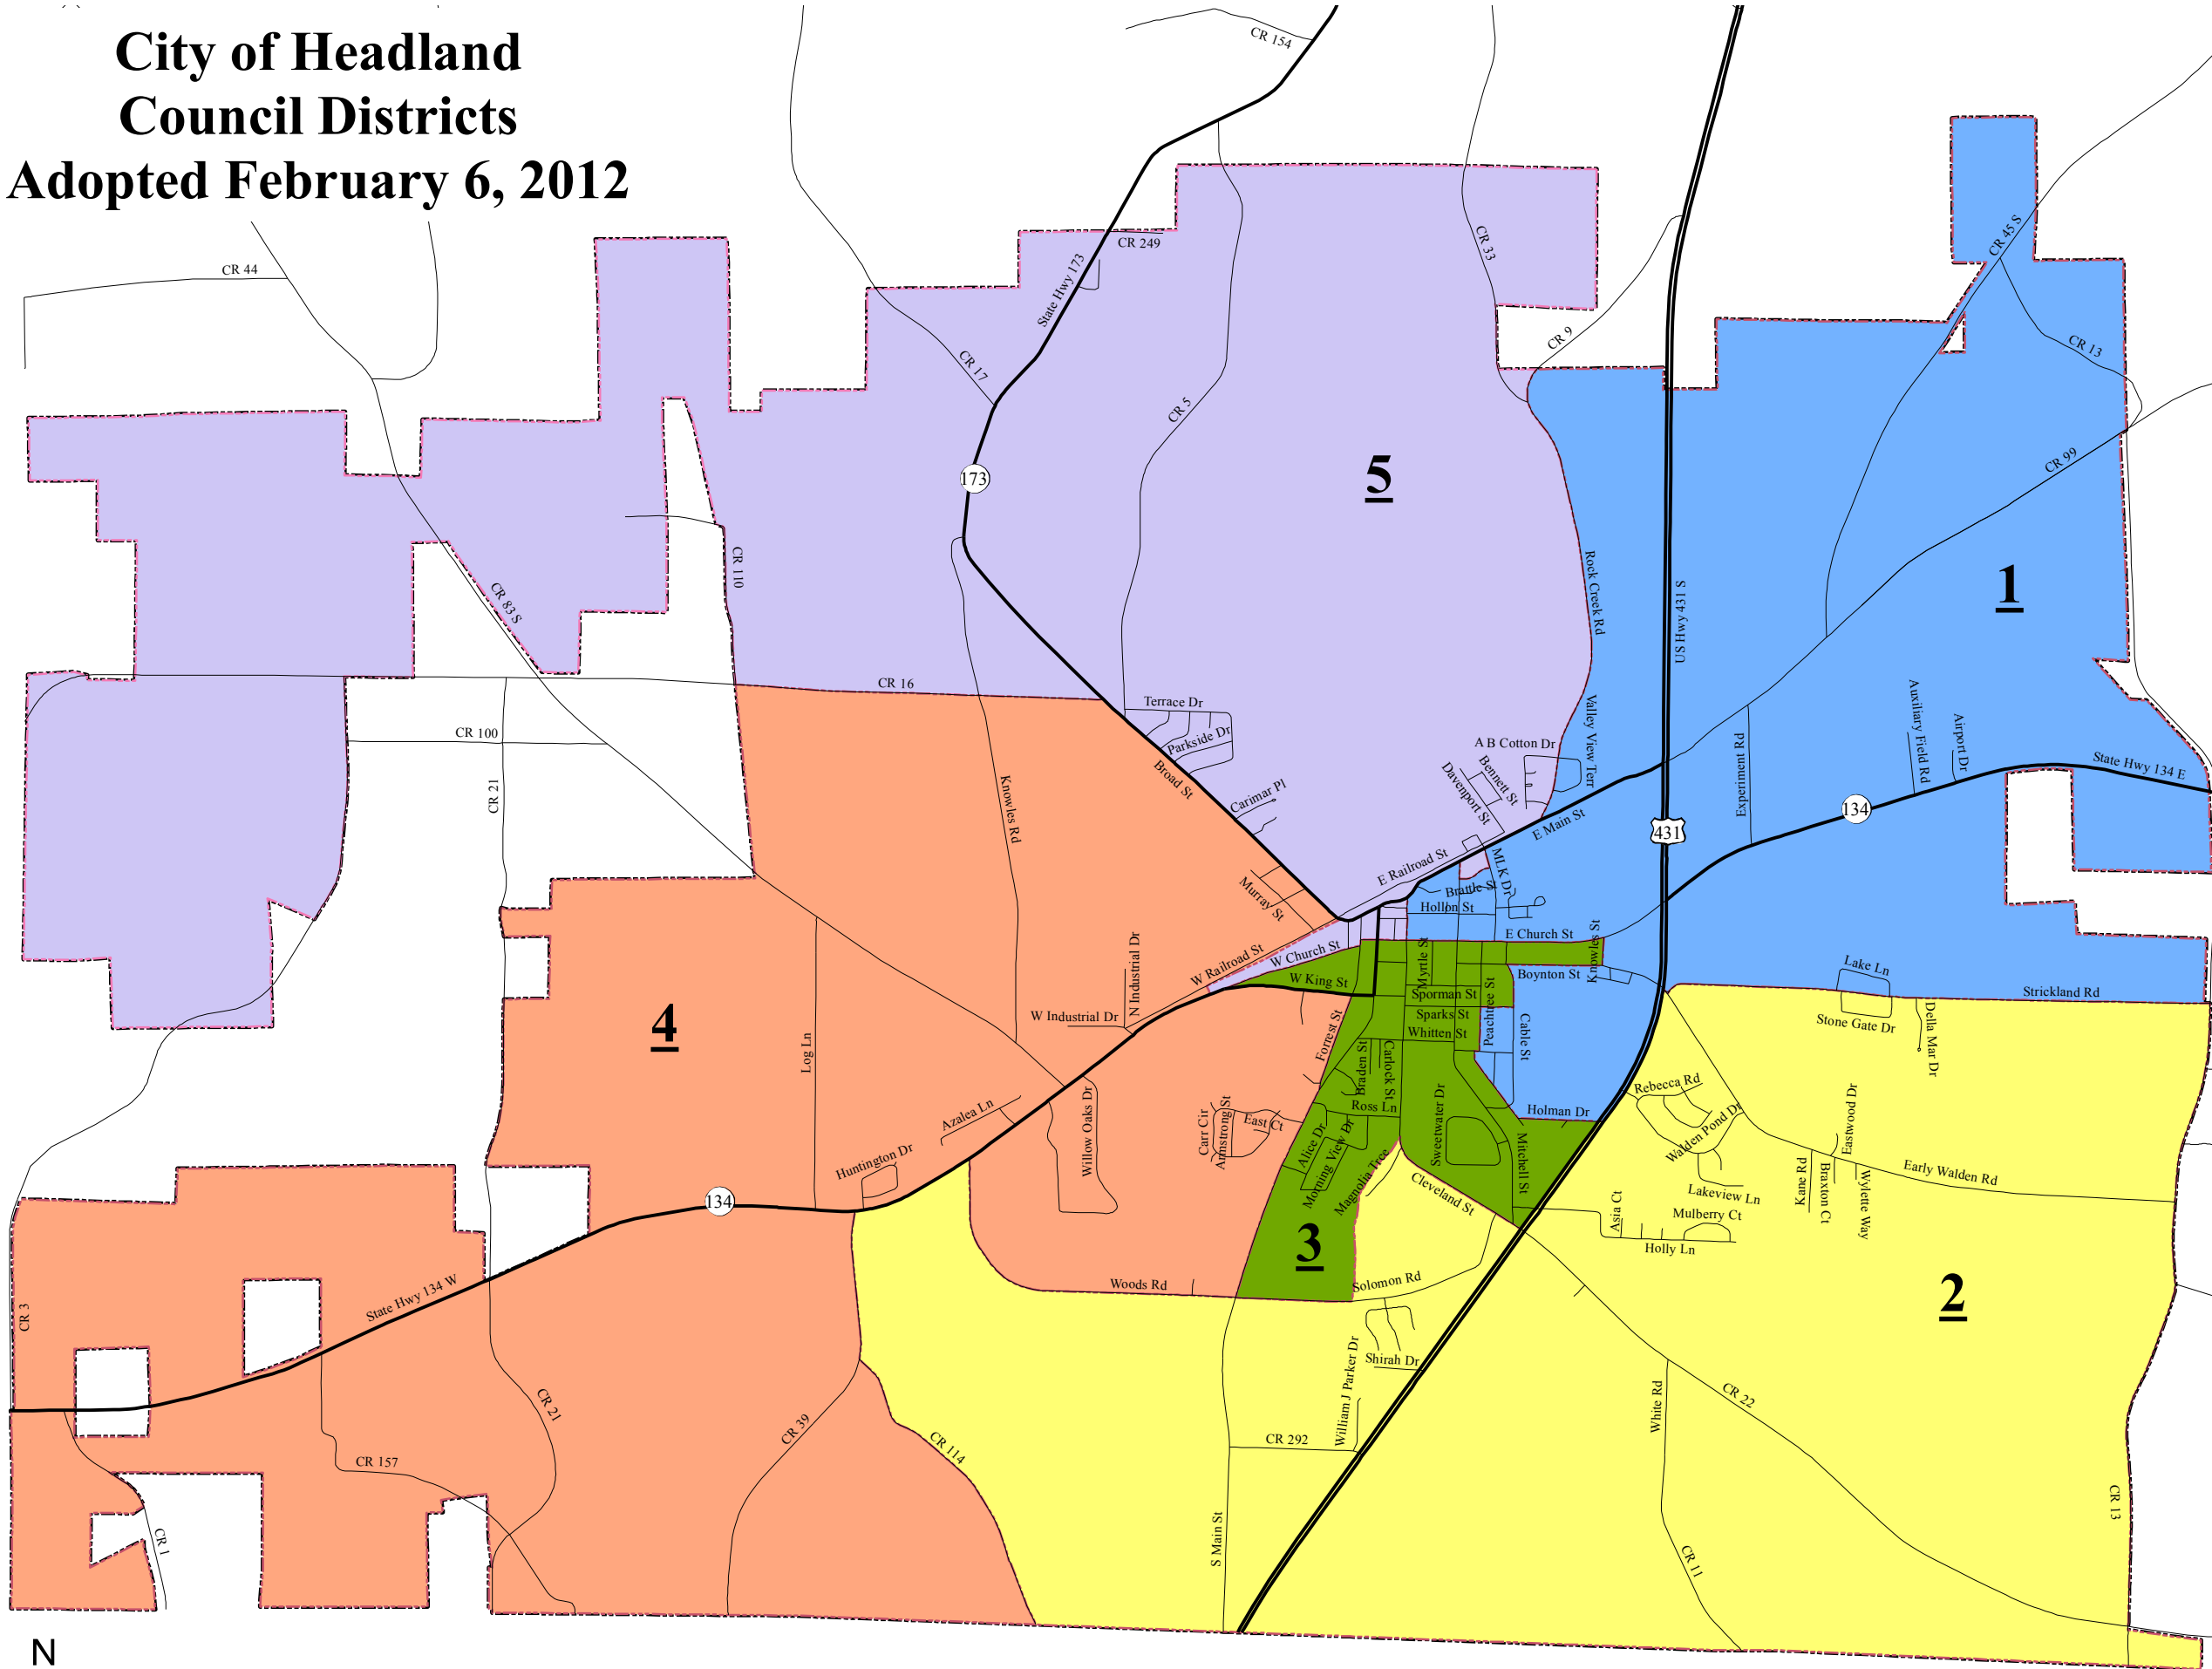 City of Headland
Council Districts
Adopted February 6, 2012
CR 154
CR 44
CR 249
State Hwy 173
CR 33
CR 45 S
CR 17
CR 9
CR 13
CR 5
173
5
CR 99
CR 110
CR 83 S
Rock Creek Rd
US Hwy 431 S
1
CR 16
Terrace Dr
Parkside Dr
Valley View Terr
Auxiliary Field Rd
Airport Dr
CR 100
CR 21
Knowles Rd
Broad St
A B Cotton Dr
Bennett St
Davenport St
Carimar Pl
Experiment Rd
State Hwy 134 E
134
E Main St
431
E Railroad St
MLK Dr
Murray St
Brattle St
Hollon St
Knowles St
E Church St
W Church St
W Railroad St
N Industrial Dr
W King St
Myrtle St
Boynton St
Lake Ln
Strickland Rd
4
W Industrial Dr
Sporman St
Peachtree St
Sparks St
Whitten St
Cable St
Stone Gate Dr
Della Mar Dr
Log Ln
Forrest St
Braden St
Carlock St
Rebecca Rd
Azalea Ln
Willow Oaks Dr
Ross Ln
Holman Dr
Sweetwater Dr
Carr Cir
Armstrong St
East Ct
Alice Dr
Morning View Dr
Walden Pond Dr
Eastwood Dr
Huntington Dr
Magnolia Tree
Mitchell St
Cleveland St
Kane Rd
Braxton Ct
Wylette Way
Early Walden Rd
Lakeview Ln
134
Asia Ct
Mulberry Ct
Holly Ln
3
Woods Rd
Solomon Rd
2
State Hwy 134 W
CR 3
Shirah Dr
William J Parker Dr
White Rd
CR 22
CR 21
CR 39
CR 114
CR 292
CR 157
CR 13
CR 1
S Main St
CR 11
N